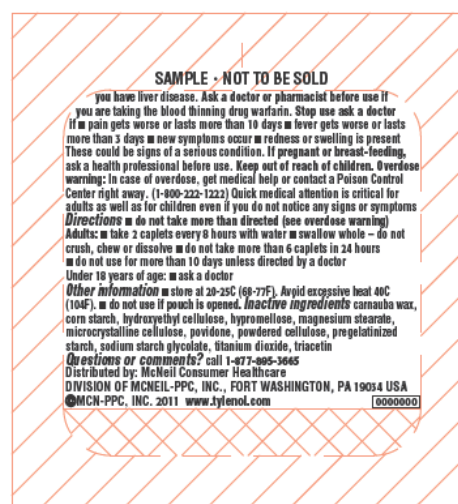 SAMPLE • NOT TO BE SOLD
you have liver disease. Ask a doctor or pharmacist before use if
you are taking the blood thinning drug warfarin. Stop use ask a doctor
if ■ pain gets worse or lasts more than 10 days ■ fever gets worse or lasts
more than 3 days ■ new symptoms occur ■ redness or swelling is present
These could be signs of a serious condition. If pregnant or breast-feeding,
ask a health professional before use. Keep out of reach of children. Overdose
warning: In case of overdose, get medical help or contact a Poison Control
Center right away. (1-800-222-1222) Quick medical attention is critical for
adults as well as for children even if you do not notice any signs or symptoms
Directions ■ do not take more than directed (see overdose warning)
Adults: ■ take 2 caplets every 8 hours with water ■ swallow whole – do not
crush, chew or dissolve ■ do not take more than 6 caplets in 24 hours
■ do not use for more than 10 days unless directed by a doctor
Under 18 years of age: ■ ask a doctor
Other information ■ store at 20-25C (68-77F). Avoid excessive heat 40C
(104F). ■ do not use if pouch is opened. Inactive ingredients carnauba wax,
corn starch, hydroxyethyl cellulose, hypromellose, magnesium stearate,
microcrystalline cellulose, povidone, powdered cellulose, pregelatinized
starch, sodium starch glycolate, titanium dioxide, triacetin
Questions or comments? call 1-877-895-3665
Distributed by: McNeil Consumer Healthcare
DIVISION OF MCNEIL-PPC, INC., FORT WASHINGTON, PA 19034 USA
©MCN-PPC, INC. 2011 www.tylenol.com 0000000